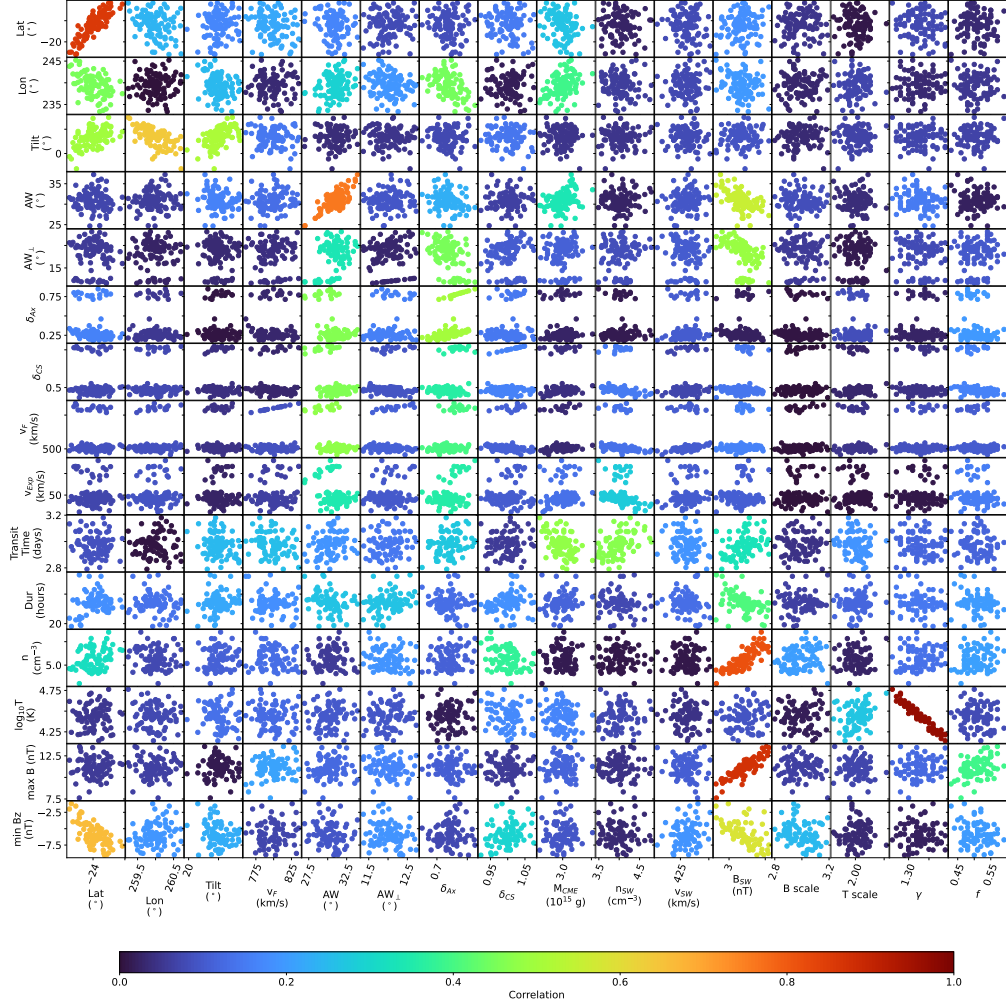 Lat
(°)
−20
Lon
(°)
245
235
Tilt
(°)
0
AW
(°)
35
25
AW⊥
(°)
15
δAx
0.75
0.25
δCS
0.5
vF
(km/s)
500
vExp
(km/s)
50
Transit
Time
(days)
3.2
2.8
Dur
(hours)
20
n
(cm−3)
5.0
log10T
(K)
4.75
4.25
max B (nT)
12.5
7.5
min Bz
(nT)
−2.5
−7.5
−24 259.5 260.5 20 775 825 27.5 32.5 11.5 12.5 0.7 0.95 1.05 3.0 3.5 4.5 425 3 2.8 3.2 2.00 1.30 0.45 0.55
Lat Lon Tilt vF AW AW⊥ δAx δCS MCME nSW vSW BSW B scale T scale γ f
(°) (°) (°) (km/s) (°) (°) (1015 g) (cm−3) km/s) (nT)
0.0 0.2 0.4 0.6 0.8 1.0
Correlation